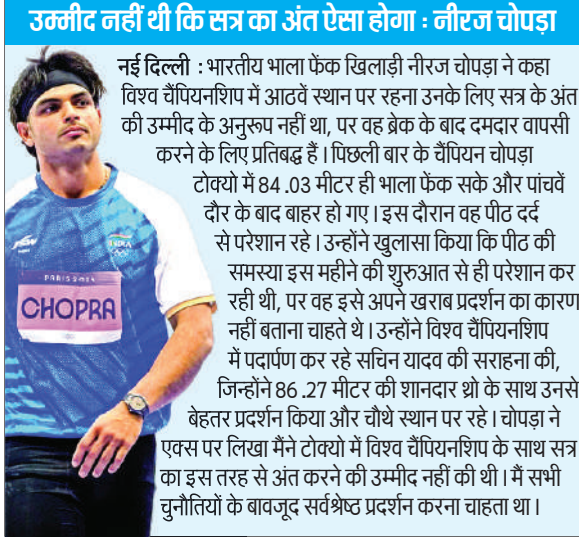 उम्मीद नहीं थी कि सत्र का अंत ऐसा होगा : नीरज चोपड़ा
नई दिल्ली : भारतीय भाला फेंक खिलाड़ी नीरज चोपड़ा ने कहा
विश्व चैंपियनशिप में आठवें स्थान पर रहना उनके लिए सत्र के अंत
की उम्मीद के अनुरूप नहीं था, पर वह ब्रेक के बाद दमदार वापसी
करने के लिए प्रतिबद्ध हैं। पिछली बार के चैंपियन चोपड़ा
टोक्यो में 84.03 मीटर ही भाला फेंक सके और पांचवें
दौर के बाद बाहर हो गए। इस दौरान वह पीठ दर्द
से परेशान रहे। उन्होंने खुलासा किया कि पीठ की
समस्या इस महीने की शुरुआत से ही परेशान कर
रही थी, पर वह इसे अपने खराब प्रदर्शन का कारण
नहीं बताना चाहते थे। उन्होंने विश्व चैंपियनशिप
में पदार्पण कर रहे सचिन यादव की सराहना की,
जिन्होंने 86.27 मीटर की शानदार थ्रो के साथ उनसे
बेहतर प्रदर्शन किया और चौथे स्थान पर रहे। चोपड़ा ने
एक्स पर लिखा मैंने टोक्यो में विश्व चैंपियनशिप के साथ सत्र
का इस तरह से अंत करने की उम्मीद नहीं की थी। मैं सभी
चुनौतियों के बावजूद सर्वश्रेष्ठ प्रदर्शन करना चाहता था।
INDIA
PARIS 2024
CHOPRA